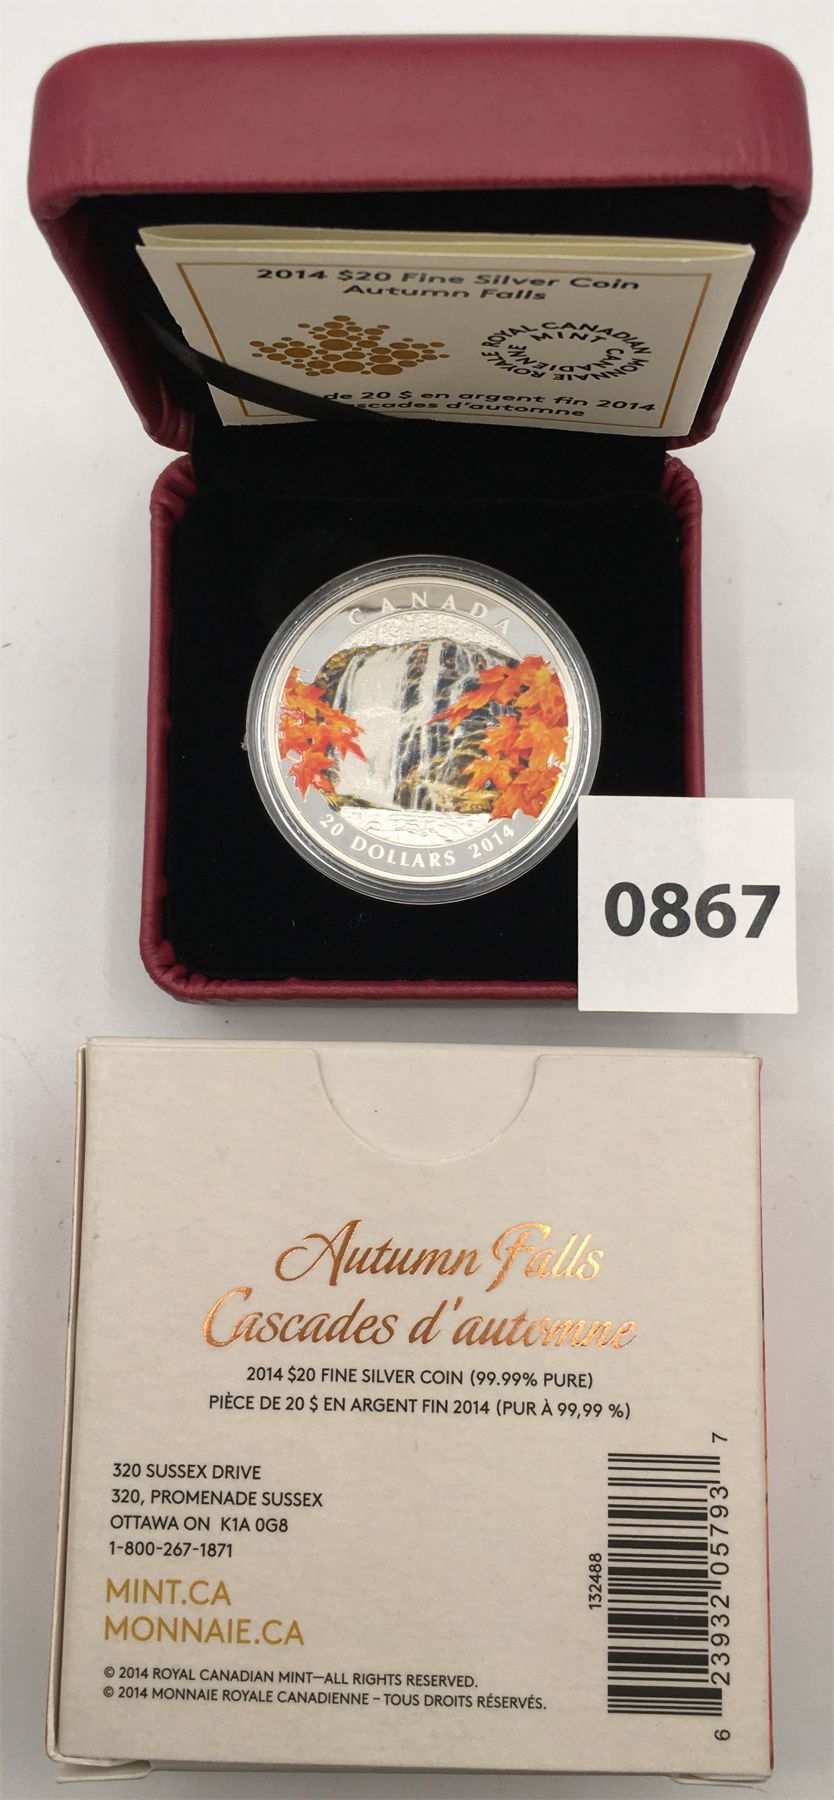 2014 $20 Fine Silver Coin
Autumn Falls
ROYAL CANADIAN MINT
MONNAIE ROYALE CANADIENNE
de 20 $ en argent fin 2014
d'automne
CANADA
20 DOLLARS 2014
0867
Autumn Falls
Cascades d'automne
2014 $20 FINE SILVER COIN (99.99% PURE)
PIÈCE DE 20 $ EN ARGENT FIN 2014 (PUR À 99,99 %)
320 SUSSEX DRIVE
320, PROMENADE SUSSEX
OTTAWA ON K1A 0G8
1-800-267-1871
MINT.CA
MONNAIE.CA
© 2014 ROYAL CANADIAN MINT—ALL RIGHTS RESERVED.
© 2014 MONNAIE ROYALE CANADIENNE – TOUS DROITS RÉSERVÉS.
132488
6 23932 05793 7